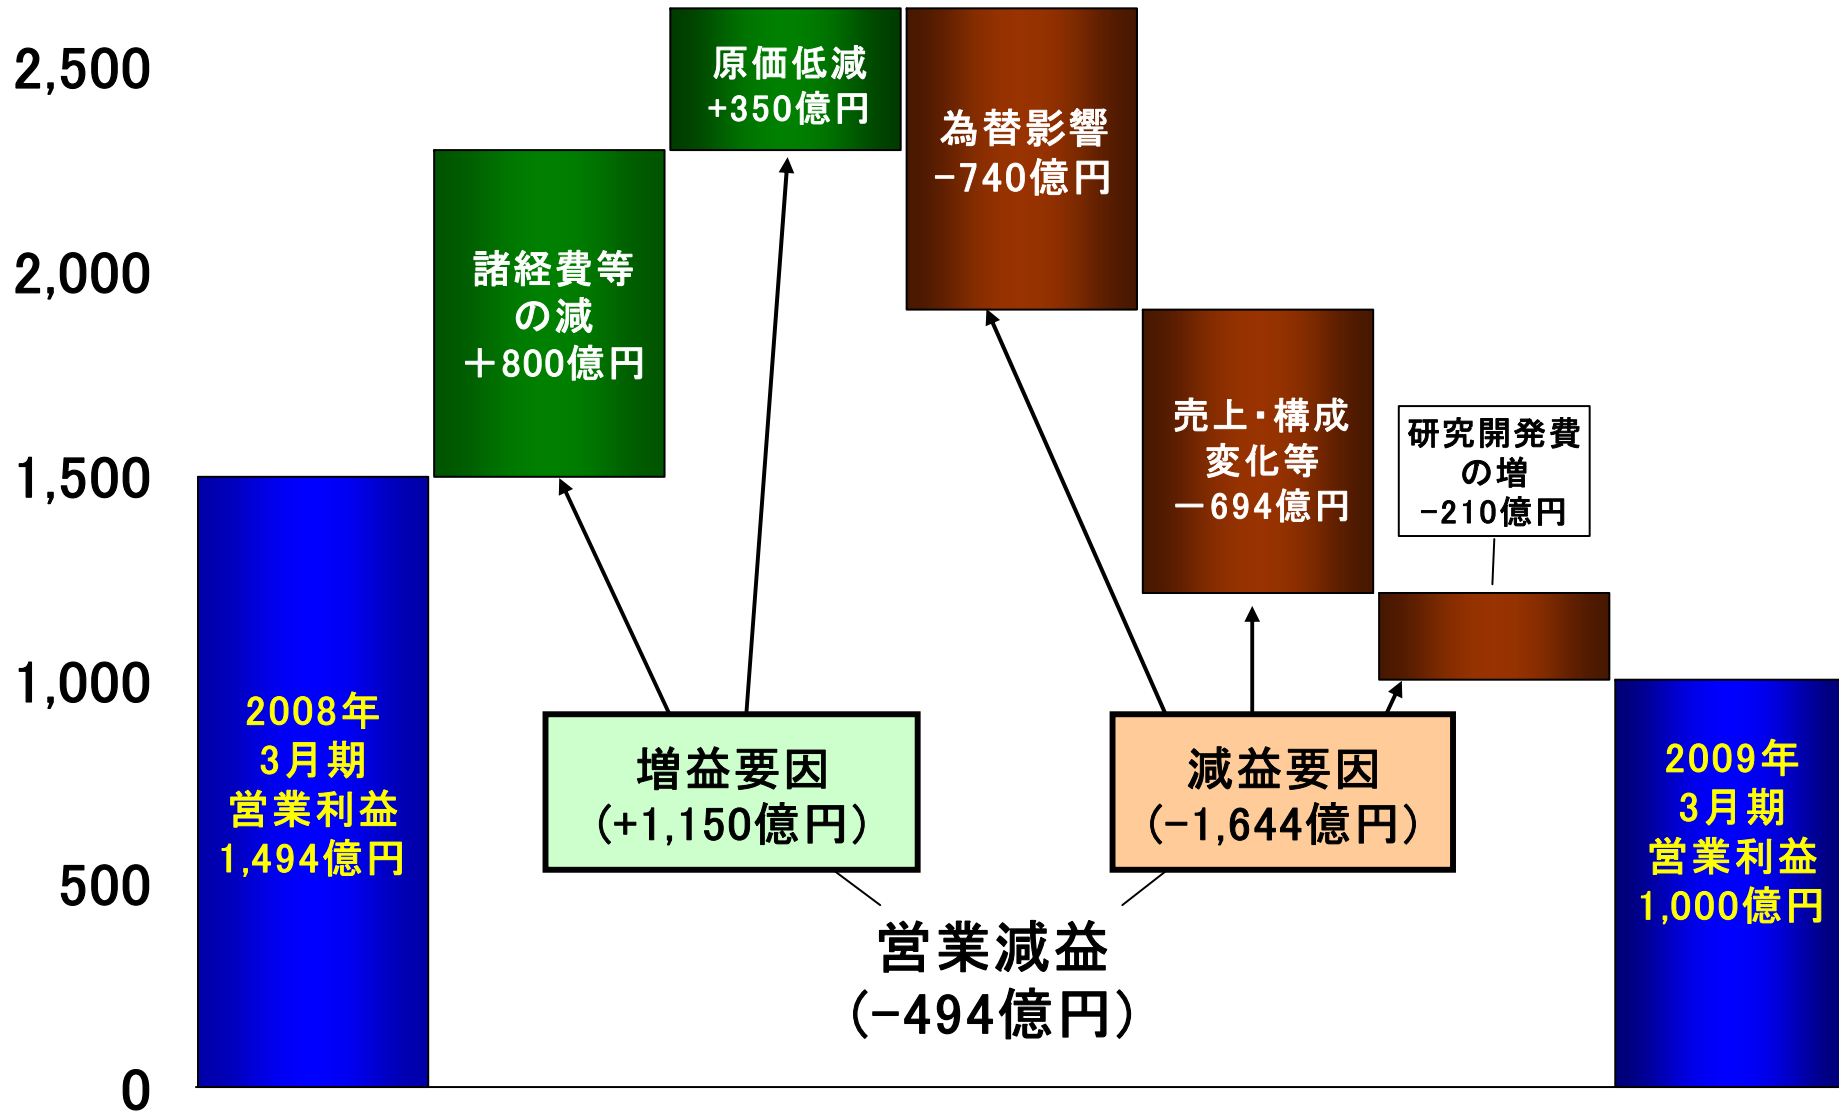 2,500
2,000
1,500
1,000
500
0
2008年
3月期
営業利益
1,494億円
諸経費等
の減
＋800億円
原価低減
+350億円
為替影響
-740億円
売上・構成
変化等
－694億円
研究開発費
の増
-210億円
2009年
3月期
営業利益
1,000億円
増益要因
(+1,150億円)
減益要因
(-1,644億円)
営業減益
(-494億円)